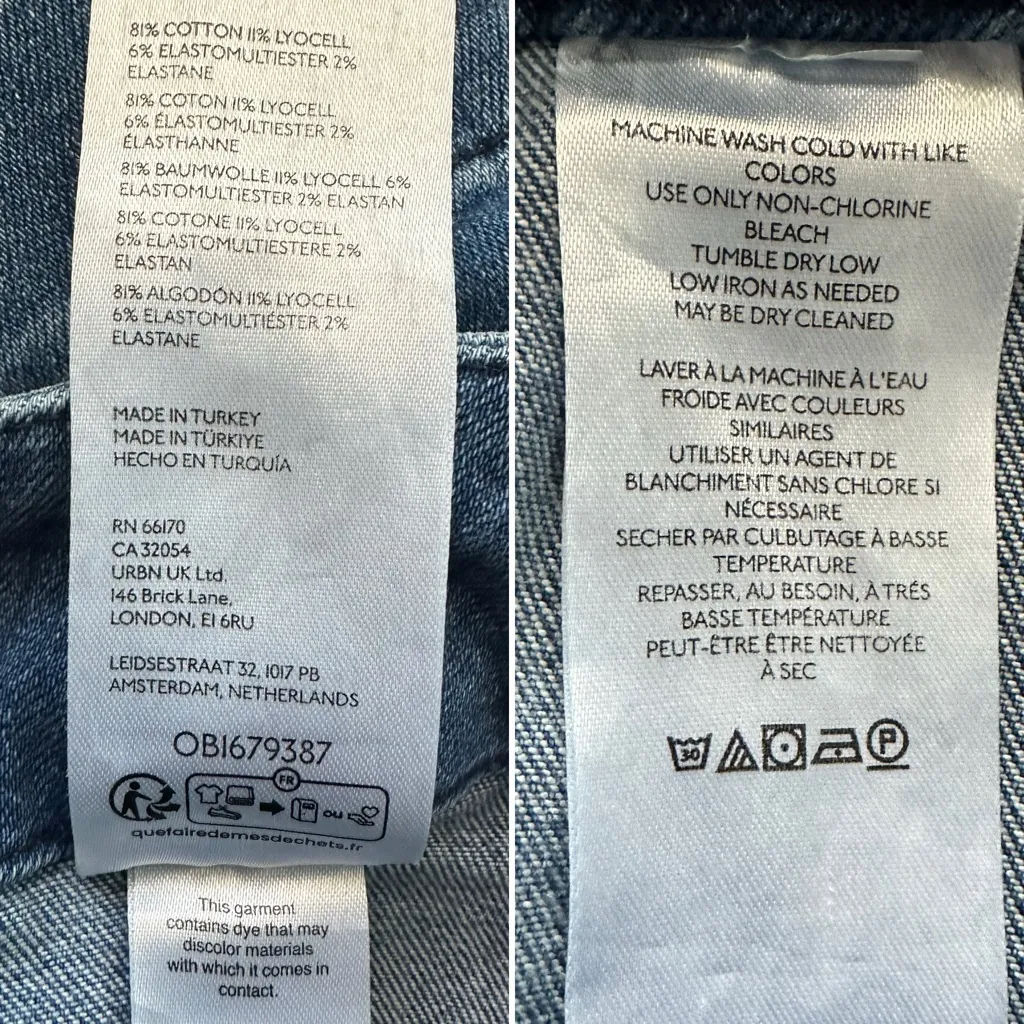 81% COTTON 11% LYOCELL
6% ELASTOMULTIESTER 2%
ELASTANE
81% COTON 11% LYOCELL
6% ÉLASTOMULTIESTER 2%
ÉLASTHANNE
81% BAUMWOLLE 11% LYOCELL 6%
ELASTOMULTIESTER 2% ELASTAN
81% COTONE 11% LYOCELL
6% ELASTOMULTIESTERE 2%
ELASTAN
81% ALGODÓN 11% LYOCELL
6% ELASTOMULTIÉSTER 2%
ELASTANE
MADE IN TURKEY
MADE IN TÜRKIYE
HECHO EN TURQUÍA
RN 66170
CA 32054
URBN UK Ltd.
146 Brick Lane,
LONDON, E1 6RU
LEIDSESTRAAT 32, 1017 PB
AMSTERDAM, NETHERLANDS
OB1679387
FR
ou
quefairedemesdechets.fr
This garment
contains dye that may
discolor materials
with which it comes in
contact.
MACHINE WASH COLD WITH LIKE
COLORS
USE ONLY NON-CHLORINE
BLEACH
TUMBLE DRY LOW
LOW IRON AS NEEDED
MAY BE DRY CLEANED
LAVER À LA MACHINE À L'EAU
FROIDE AVEC COULEURS
SIMILAIRES
UTILISER UN AGENT DE
BLANCHIMENT SANS CHLORE SI
NÉCESSAIRE
SECHER PAR CULBUTAGE À BASSE
TEMPERATURE
REPASSER, AU BESOIN, À TRÉS
BASSE TEMPÉRATURE
PEUT-ÊTRE ÊTRE NETTOYÉE
À SEC
30
P